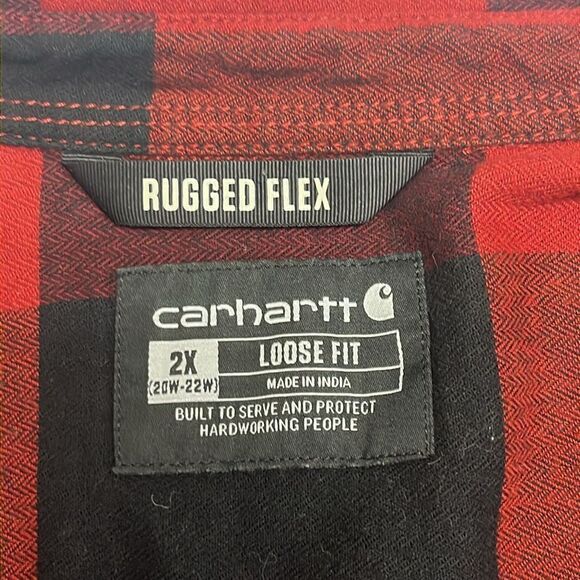 RUGGED FLEX
carhartt
2X LOOSE FIT
(20W-22W) MADE IN INDIA
BUILT TO SERVE AND PROTECT
HARDWORKING PEOPLE